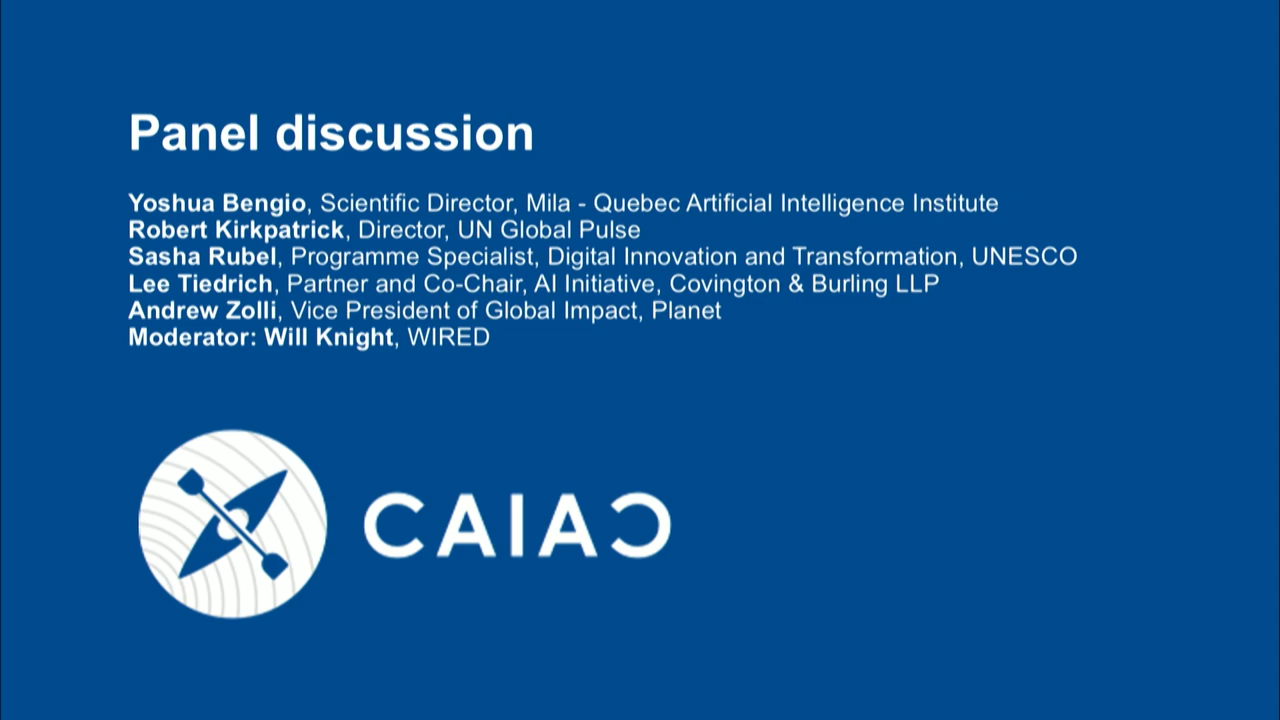 Panel discussion
Yoshua Bengio, Scientific Director, Mila - Quebec Artificial Intelligence Institute
Robert Kirkpatrick, Director, UN Global Pulse
Sasha Rubel, Programme Specialist, Digital Innovation and Transformation, UNESCO
Lee Tiedrich, Partner and Co-Chair, AI Initiative, Covington & Burling LLP
Andrew Zolli, Vice President of Global Impact, Planet
Moderator: Will Knight, WIRED
CAIAC